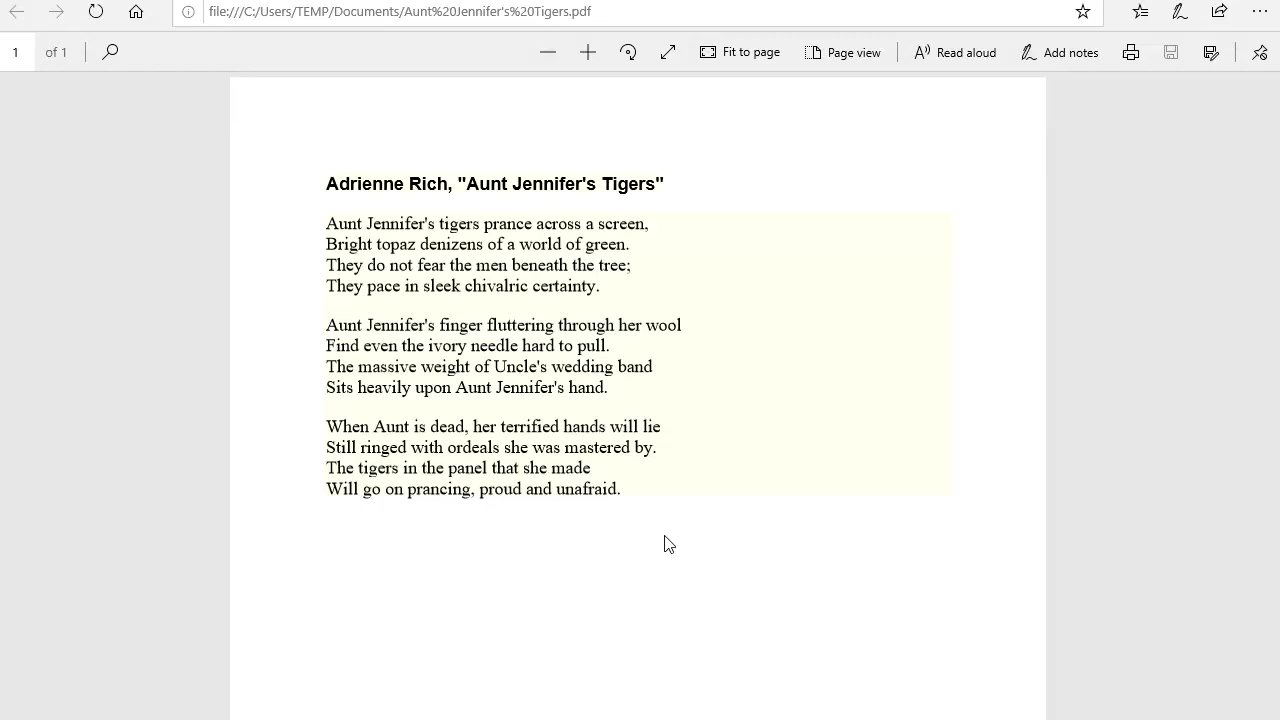 file:///C:/Users/TEMP/Documents/Aunt%20Jennifer's%20Tigers.pdf
1 of 1 Fit to page Page view Read aloud Add notes
Adrienne Rich, "Aunt Jennifer's Tigers"
Aunt Jennifer's tigers prance across a screen,
Bright topaz denizens of a world of green.
They do not fear the men beneath the tree;
They pace in sleek chivalric certainty.
Aunt Jennifer's finger fluttering through her wool
Find even the ivory needle hard to pull.
The massive weight of Uncle's wedding band
Sits heavily upon Aunt Jennifer's hand.
When Aunt is dead, her terrified hands will lie
Still ringed with ordeals she was mastered by.
The tigers in the panel that she made
Will go on prancing, proud and unafraid.